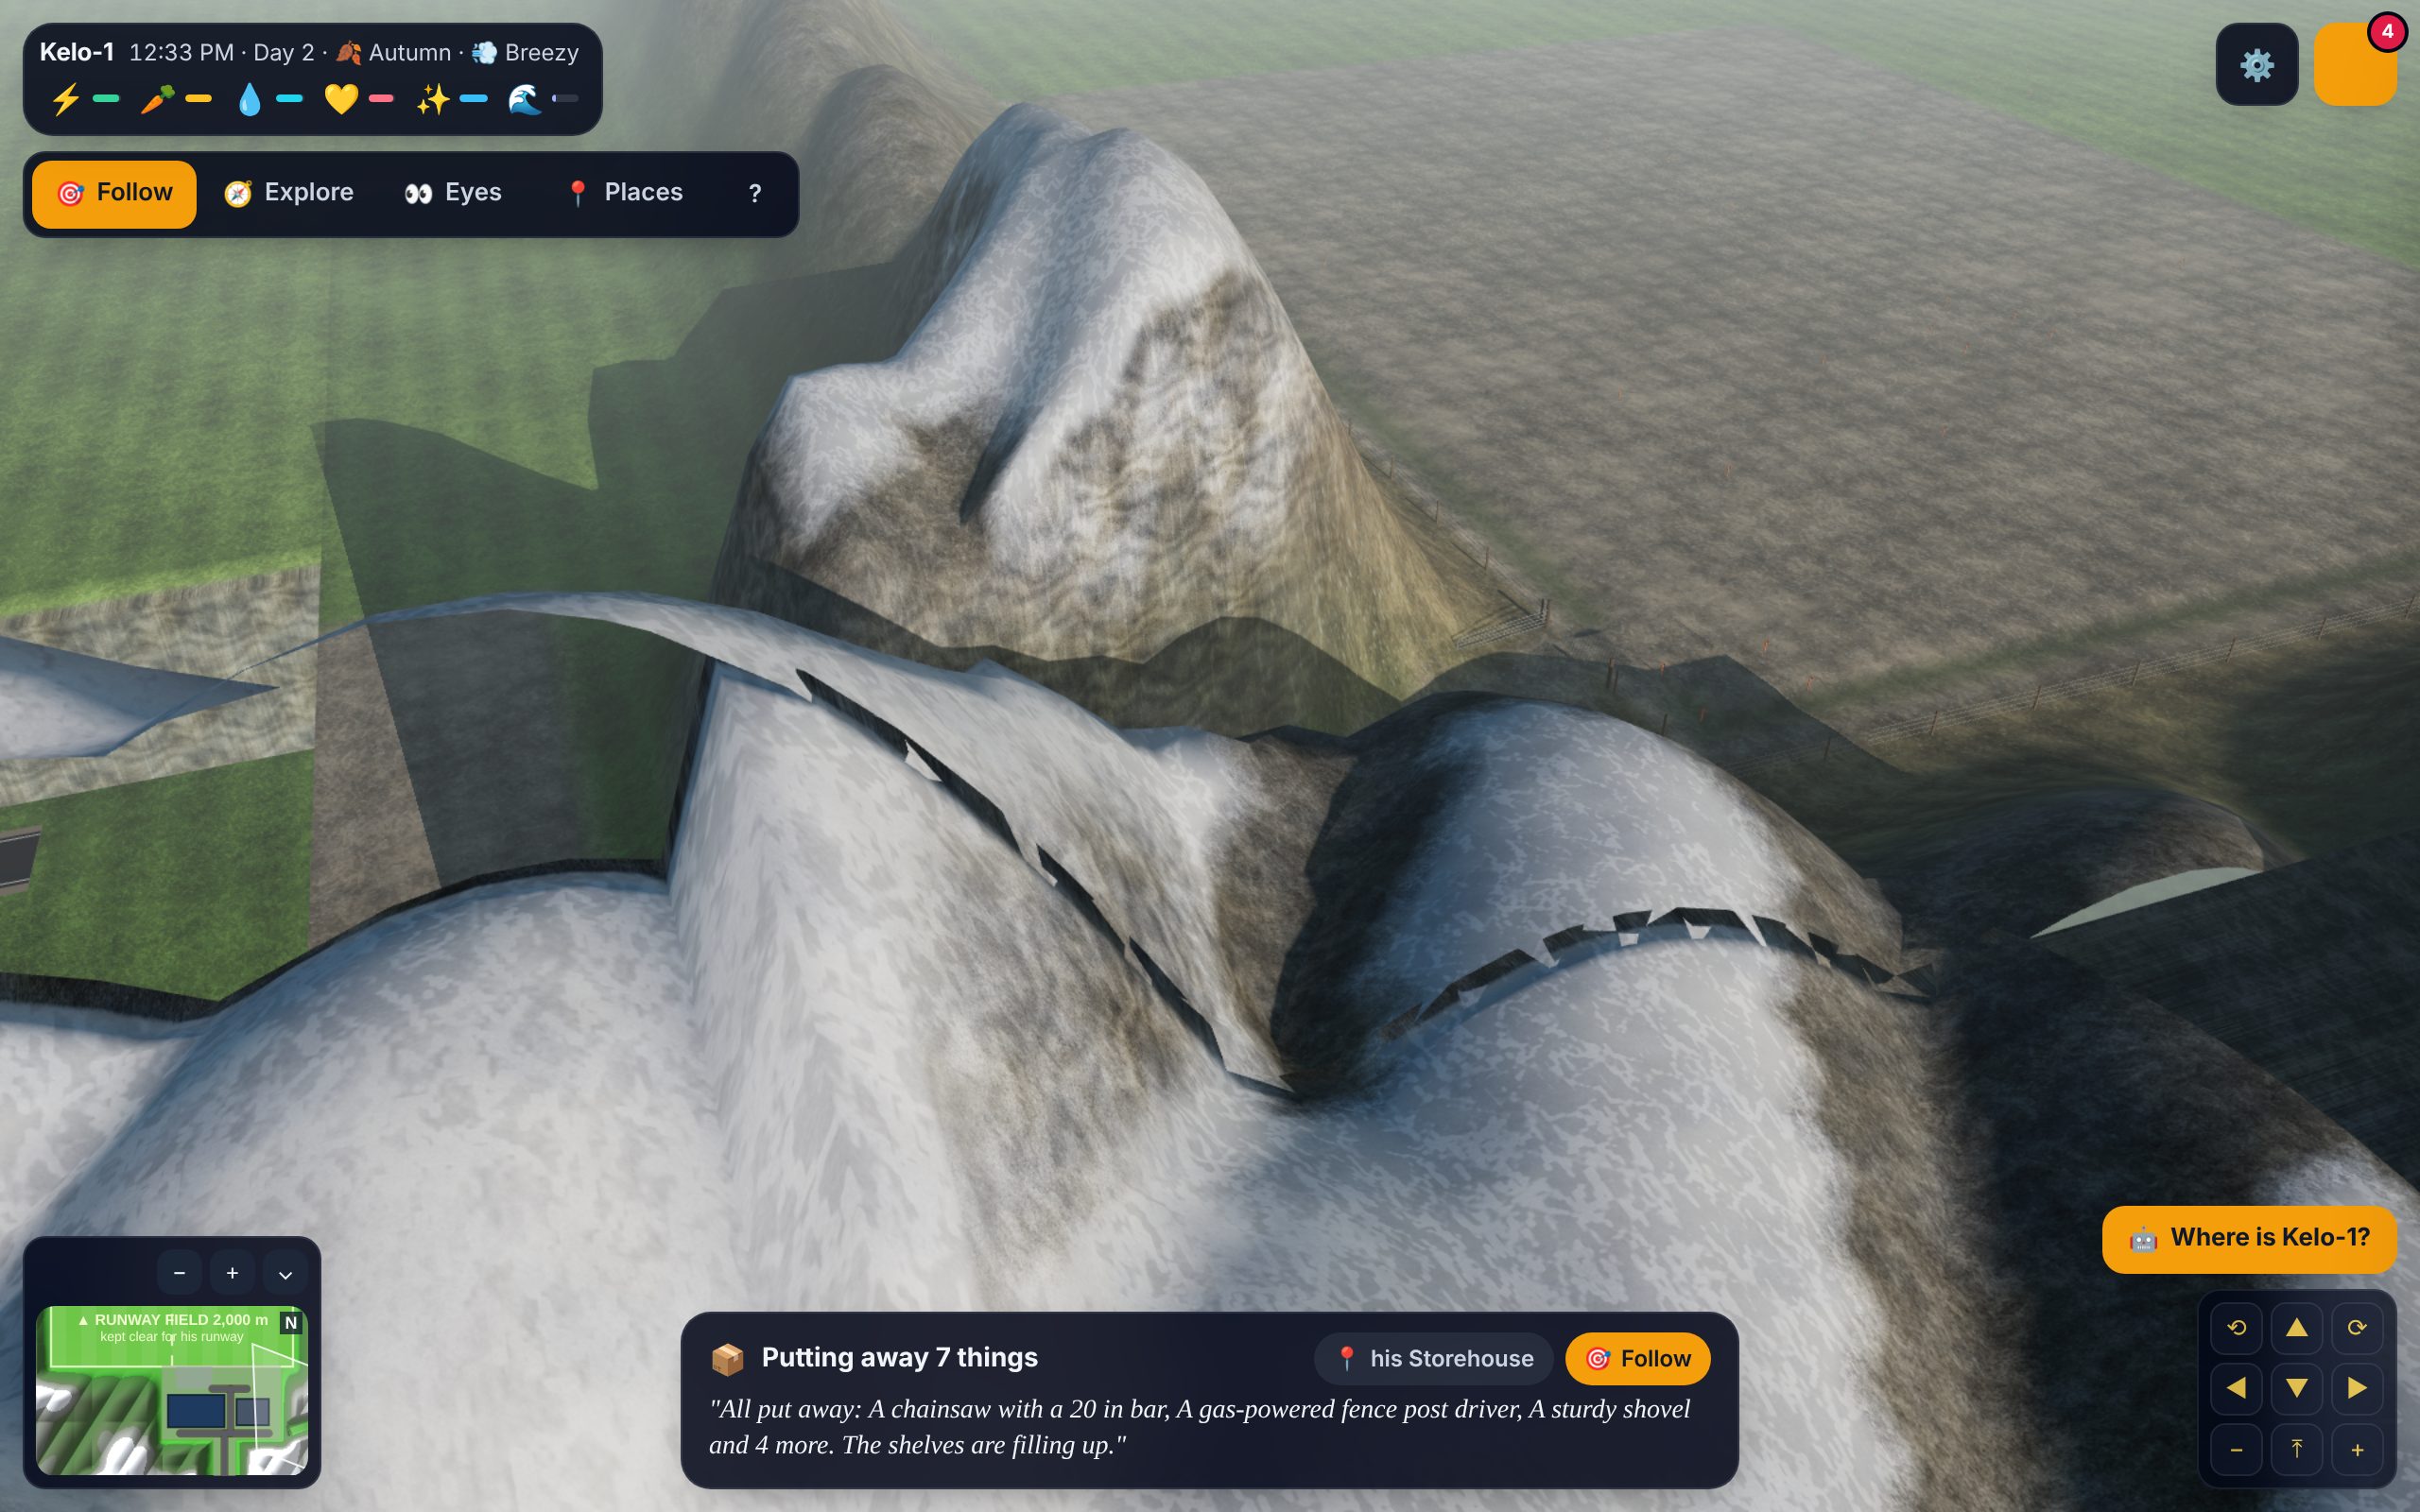 Kelo-1 12:33 PM · Day 2 · 🍂 Autumn · 💨 Breezy
4
Follow
Explore
Eyes
Places
?
Where is Kelo-1?
− +
▲ RUNWAY FIELD 2,000 m
N
kept clear for his runway
Putting away 7 things
his Storehouse
Follow
"All put away: A chainsaw with a 20 in bar, A gas-powered fence post driver, A sturdy shovel
and 4 more. The shelves are filling up."
− ⤒ +